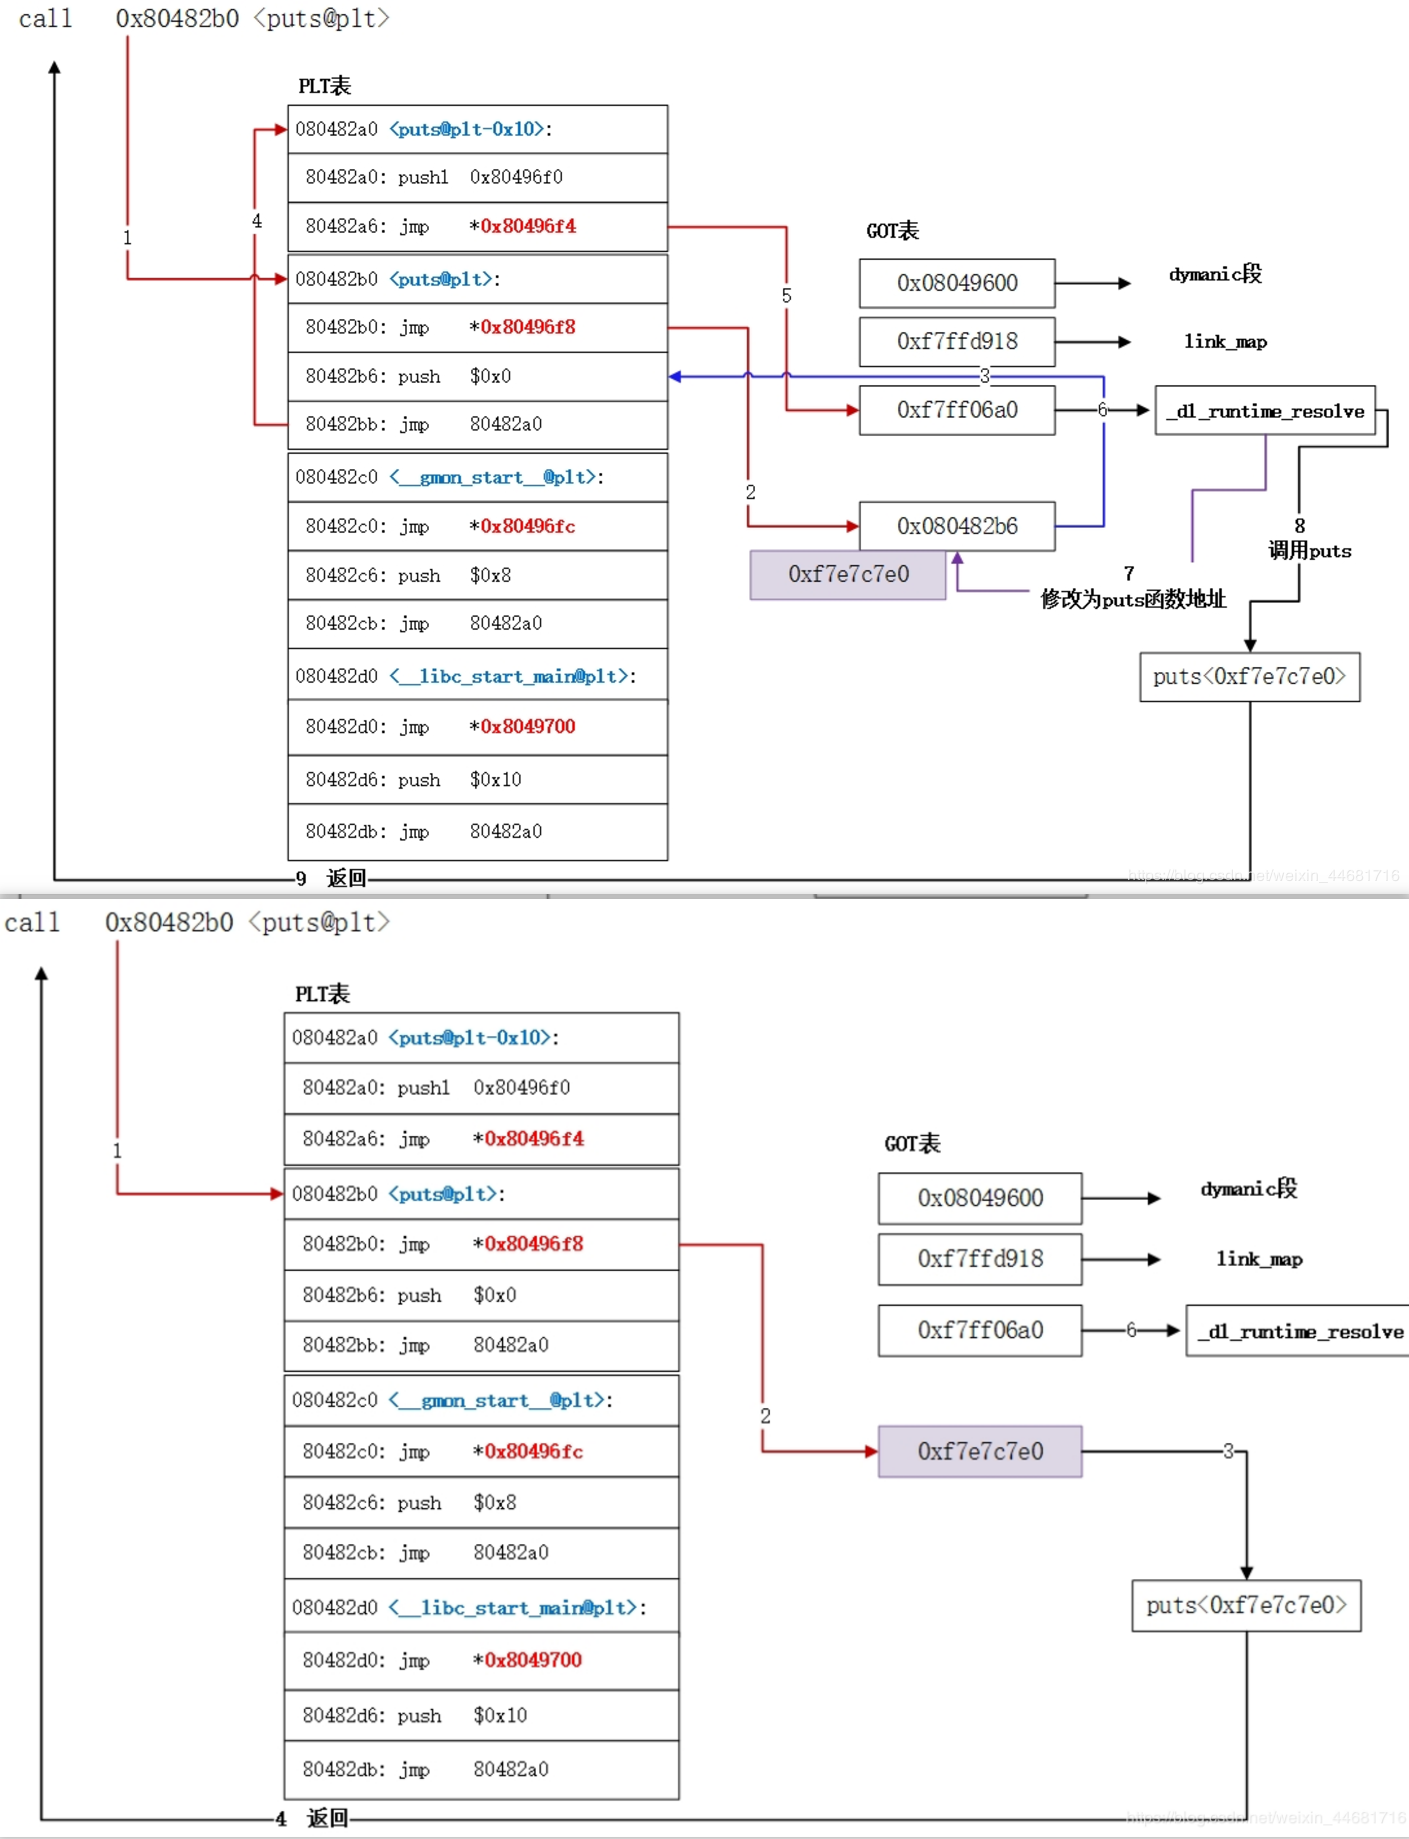 call 0x80482b0 <puts@plt>
PLT表
080482a0 <puts@plt-0x10>:
80482a0: pushl 0x80496f0
80482a6: jmp *0x80496f4
080482b0 <puts@plt>:
80482b0: jmp *0x80496f8
80482b6: push $0x0
80482bb: jmp 80482a0
080482c0 <__gmon_start__@plt>:
80482c0: jmp *0x80496fc
80482c6: push $0x8
80482cb: jmp 80482a0
080482d0 <__libc_start_main@plt>:
80482d0: jmp *0x8049700
80482d6: push $0x10
80482db: jmp 80482a0
1
4
5
2
GOT表
0x08049600
dymanic段
0xf7ffd918
link_map
3
0xf7ff06a0
6
_dl_runtime_resolve
0x080482b6
0xf7e7c7e0
7
修改为puts函数地址
8
调用puts
puts<0xf7e7c7e0>
9 返回
https://blog.csdn.net/weixin_44681716
call 0x80482b0 <puts@plt>
PLT表
080482a0 <puts@plt-0x10>:
80482a0: pushl 0x80496f0
80482a6: jmp *0x80496f4
080482b0 <puts@plt>:
80482b0: jmp *0x80496f8
80482b6: push $0x0
80482bb: jmp 80482a0
080482c0 <__gmon_start__@plt>:
80482c0: jmp *0x80496fc
80482c6: push $0x8
80482cb: jmp 80482a0
080482d0 <__libc_start_main@plt>:
80482d0: jmp *0x8049700
80482d6: push $0x10
80482db: jmp 80482a0
1
2
GOT表
0x08049600
dymanic段
0xf7ffd918
link_map
0xf7ff06a0
6
_dl_runtime_resolve
0xf7e7c7e0
3
puts<0xf7e7c7e0>
4 返回
https://blog.csdn.net/weixin_44681716